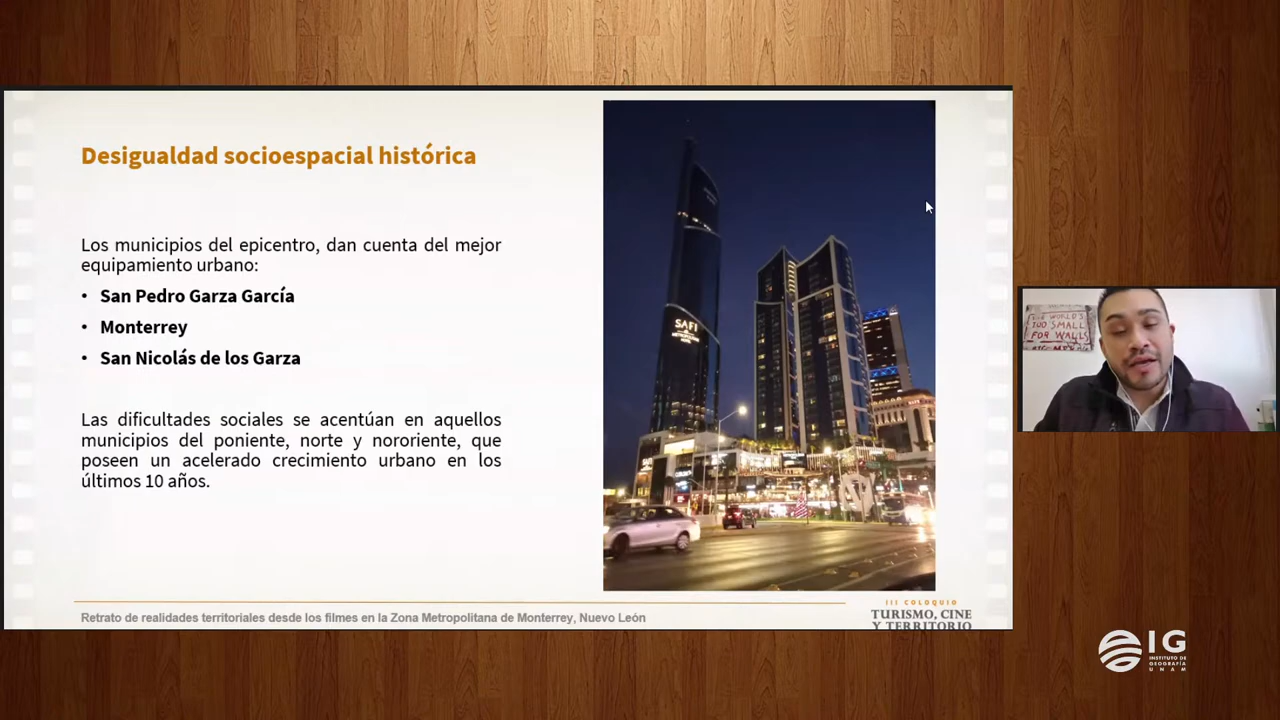 Desigualdad socioespacial histórica
Los municipios del epicentro, dan cuenta del mejor
equipamiento urbano:
• San Pedro Garza García
• Monterrey
• San Nicolás de los Garza
Las dificultades sociales se acentúan en aquellos
municipios del poniente, norte y nororiente, que
poseen un acelerado crecimiento urbano en los
últimos 10 años.
SAFI
Retrato de realidades territoriales desde los filmes en la Zona Metropolitana de Monterrey, Nuevo León
III COLOQUIO
TURISMO, CINE
Y TERRITORIO
THE WORLD'S
TOO SMALL
FOR WALLS
IG
INSTITUTO DE
GEOGRAFÍA
UNAM